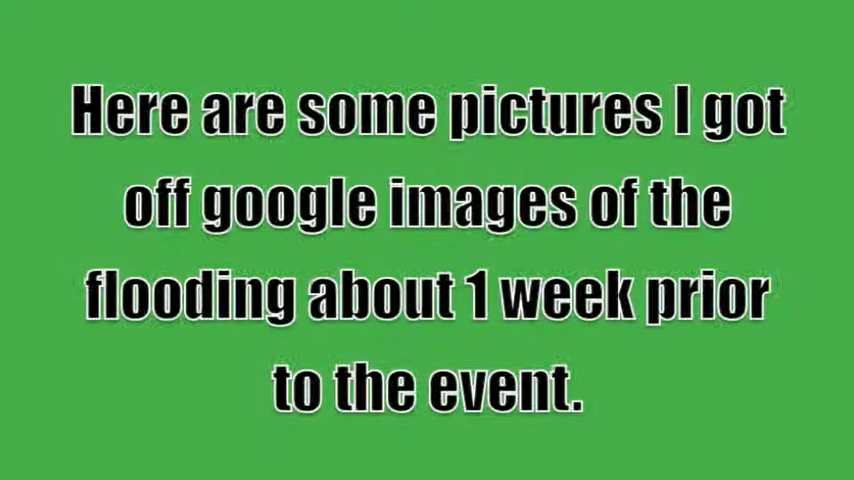 Here are some pictures I got
off google images of the
flooding about 1 week prior
to the event.